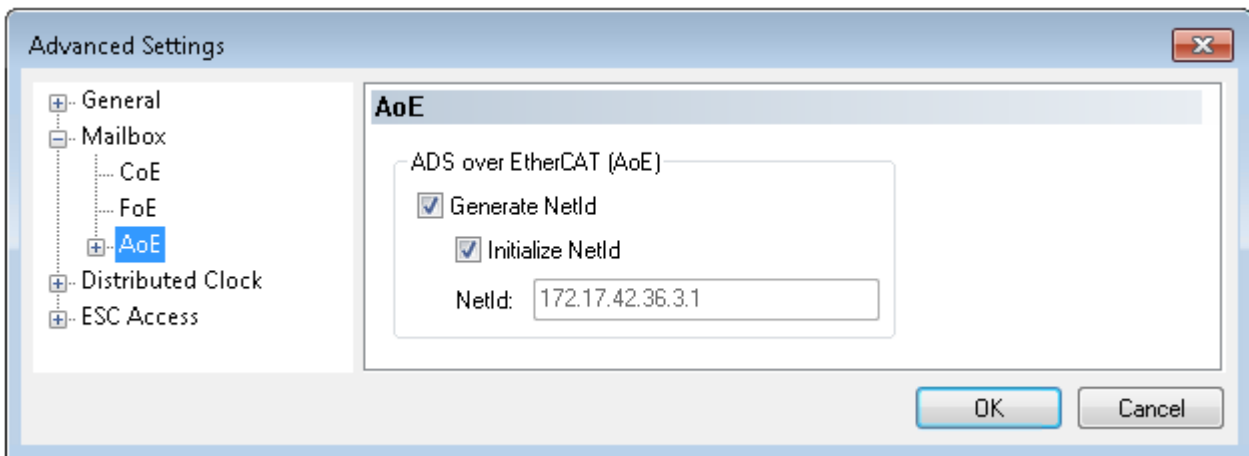 Advanced Settings
General
Mailbox
CoE
FoE
AoE
Distributed Clock
ESC Access
AoE
ADS over EtherCAT (AoE)
Generate NetId
Initialize NetId
NetId: 172.17.42.36.3.1
OK Cancel